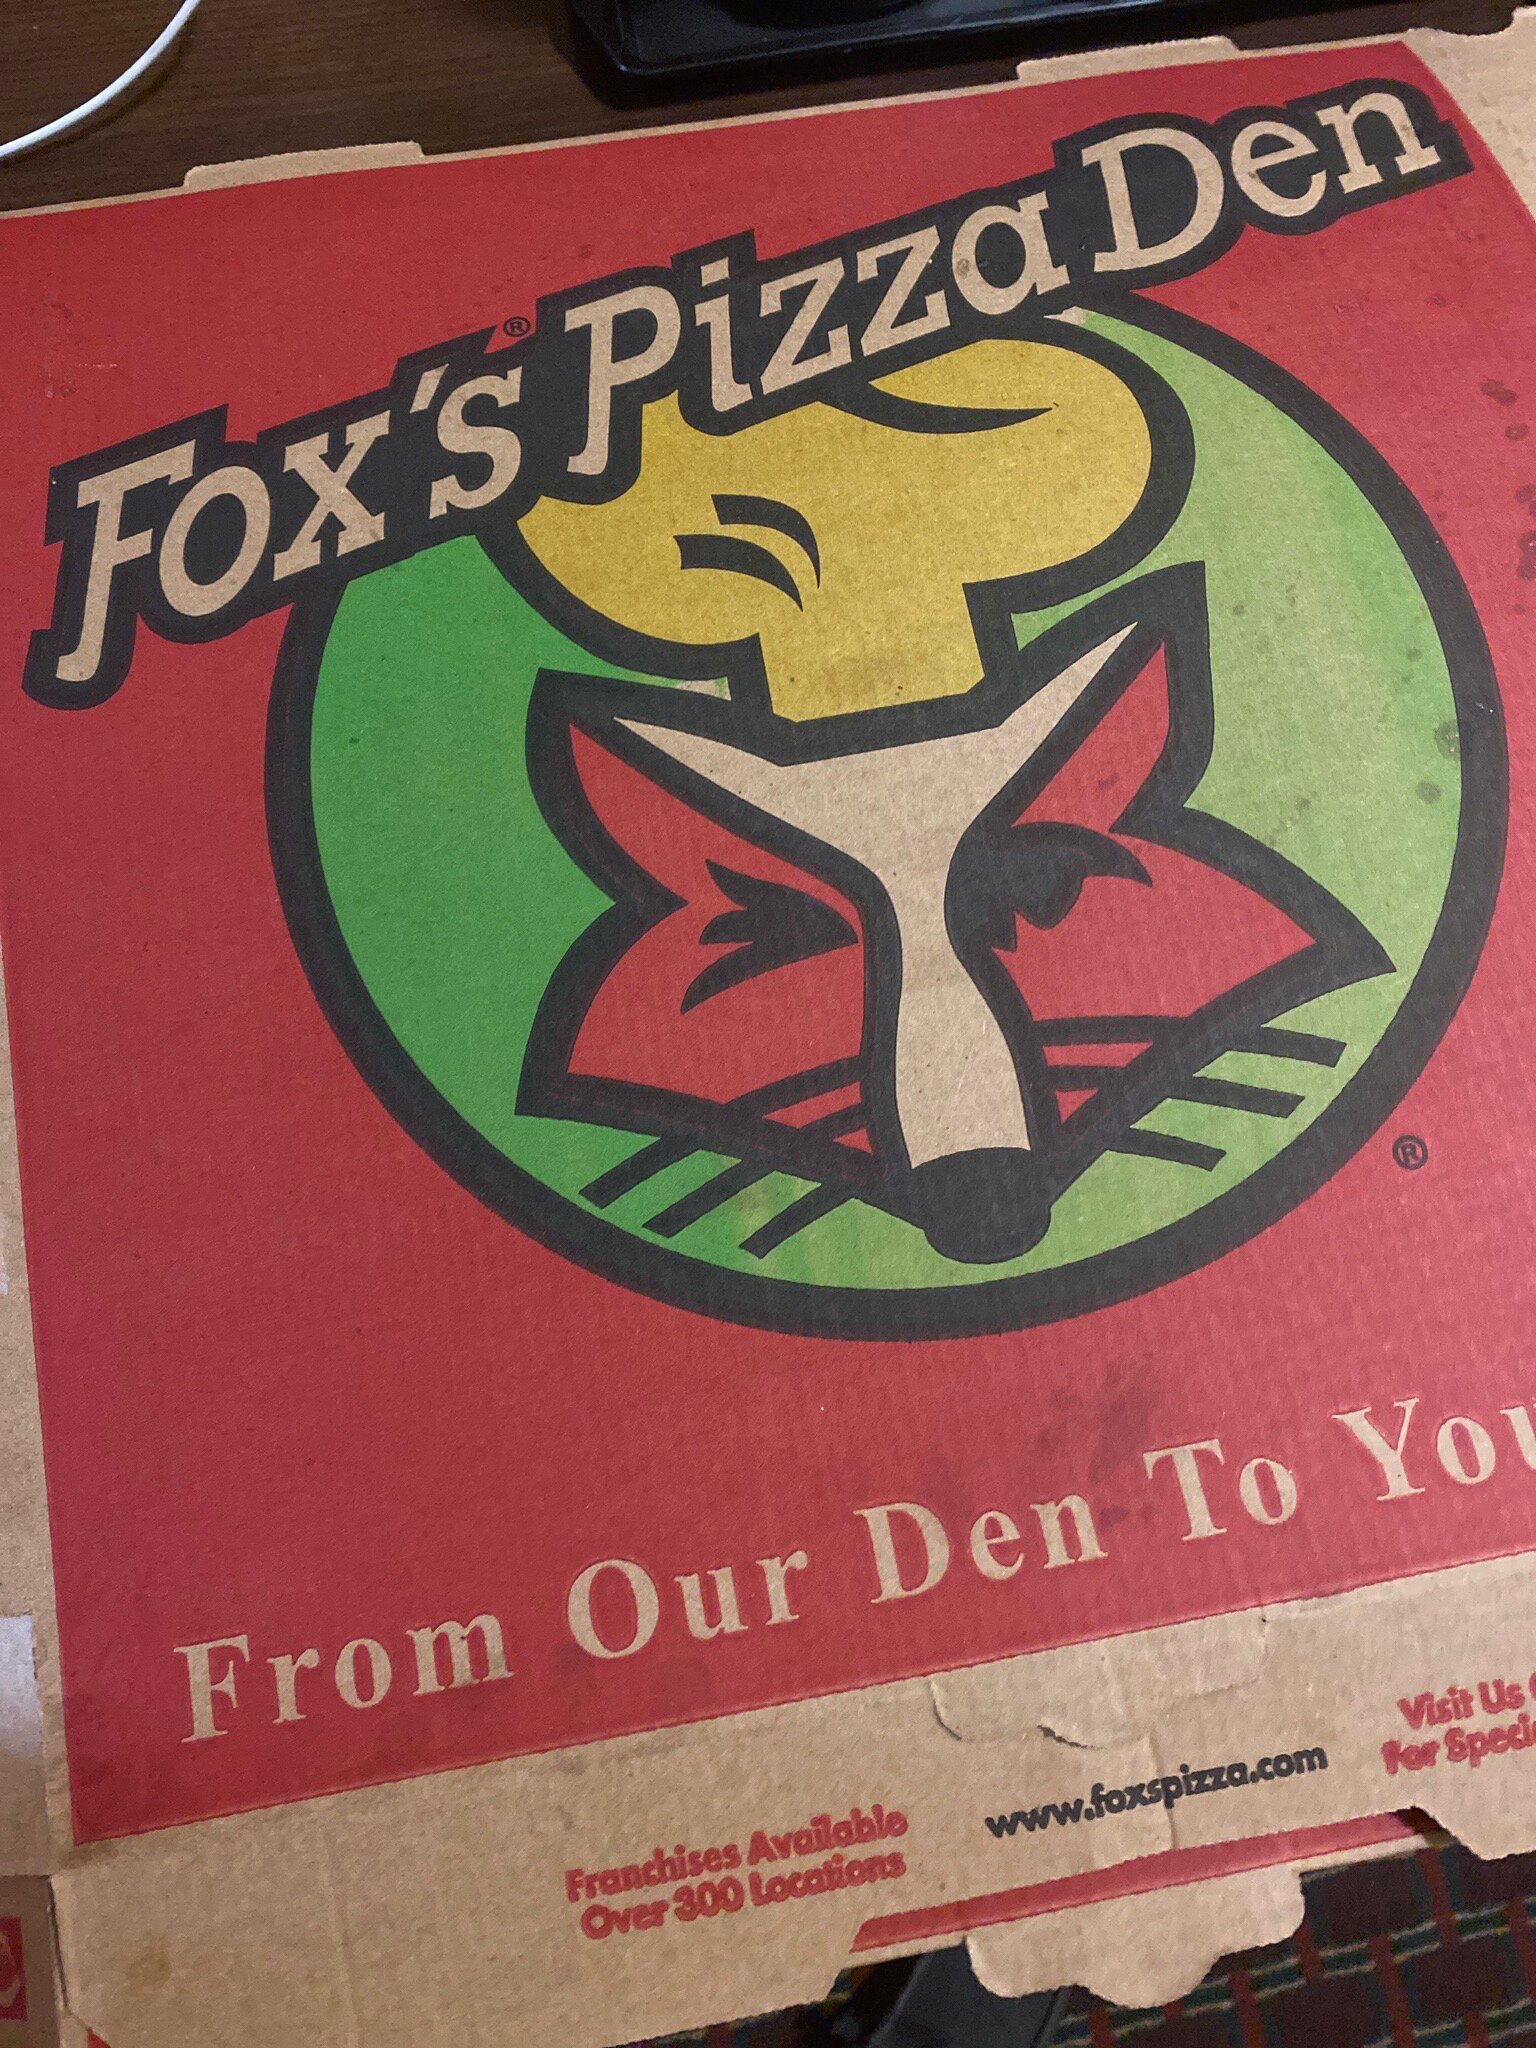 Fox's® Pizza Den
®
From Our Den To You
Franchises Available
Over 300 Locations
www.foxspizza.com
Visit Us
For